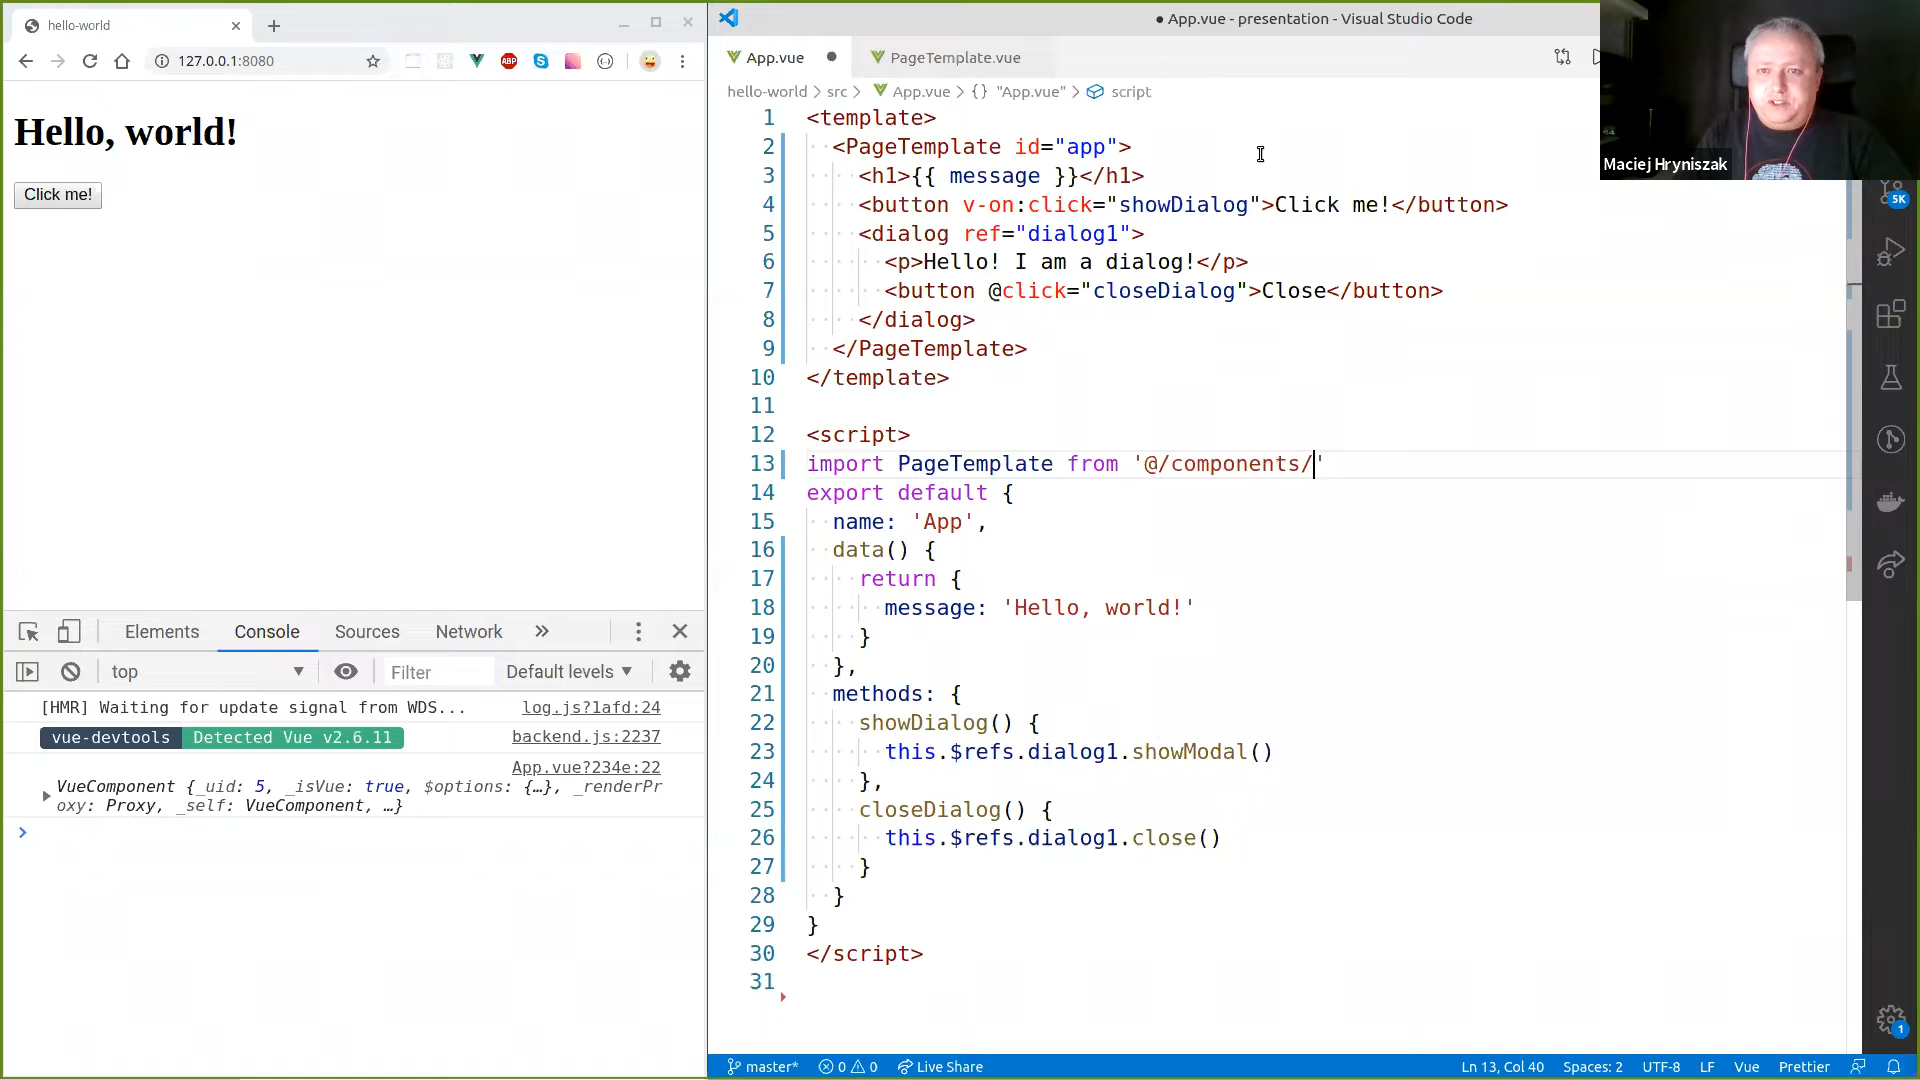 hello-world
127.0.0.1:8080
ABP
Hello, world!
Click me!
Elements Console Sources Network
top Filter Default levels
[HMR] Waiting for update signal from WDS... log.js?1afd:24
vue-devtools Detected Vue v2.6.11 backend.js:2237
App.vue?234e:22
VueComponent {_uid: 5, _isVue: true, $options: {…}, _renderPr
oxy: Proxy, _self: VueComponent, …}
● App.vue - presentation - Visual Studio Code
App.vue PageTemplate.vue
hello-world > src > App.vue > {} "App.vue" > script
1 <template>
2 <PageTemplate id="app">
3 <h1>{{ message }}</h1>
4 <button v-on:click="showDialog">Click me!</button>
5 <dialog ref="dialog1">
6 <p>Hello! I am a dialog!</p>
7 <button @click="closeDialog">Close</button>
8 </dialog>
9 </PageTemplate>
10 </template>
11
12 <script>
13 import PageTemplate from '@/components/'
14 export default {
15 name: 'App',
16 data() {
17 return {
18 message: 'Hello, world!'
19 }
20 },
21 methods: {
22 showDialog() {
23 this.$refs.dialog1.showModal()
24 },
25 closeDialog() {
26 this.$refs.dialog1.close()
27 }
28 }
29 }
30 </script>
31
Maciej Hryniszak
5K
1
master* 0 0 Live Share Ln 13, Col 40 Spaces: 2 UTF-8 LF Vue Prettier